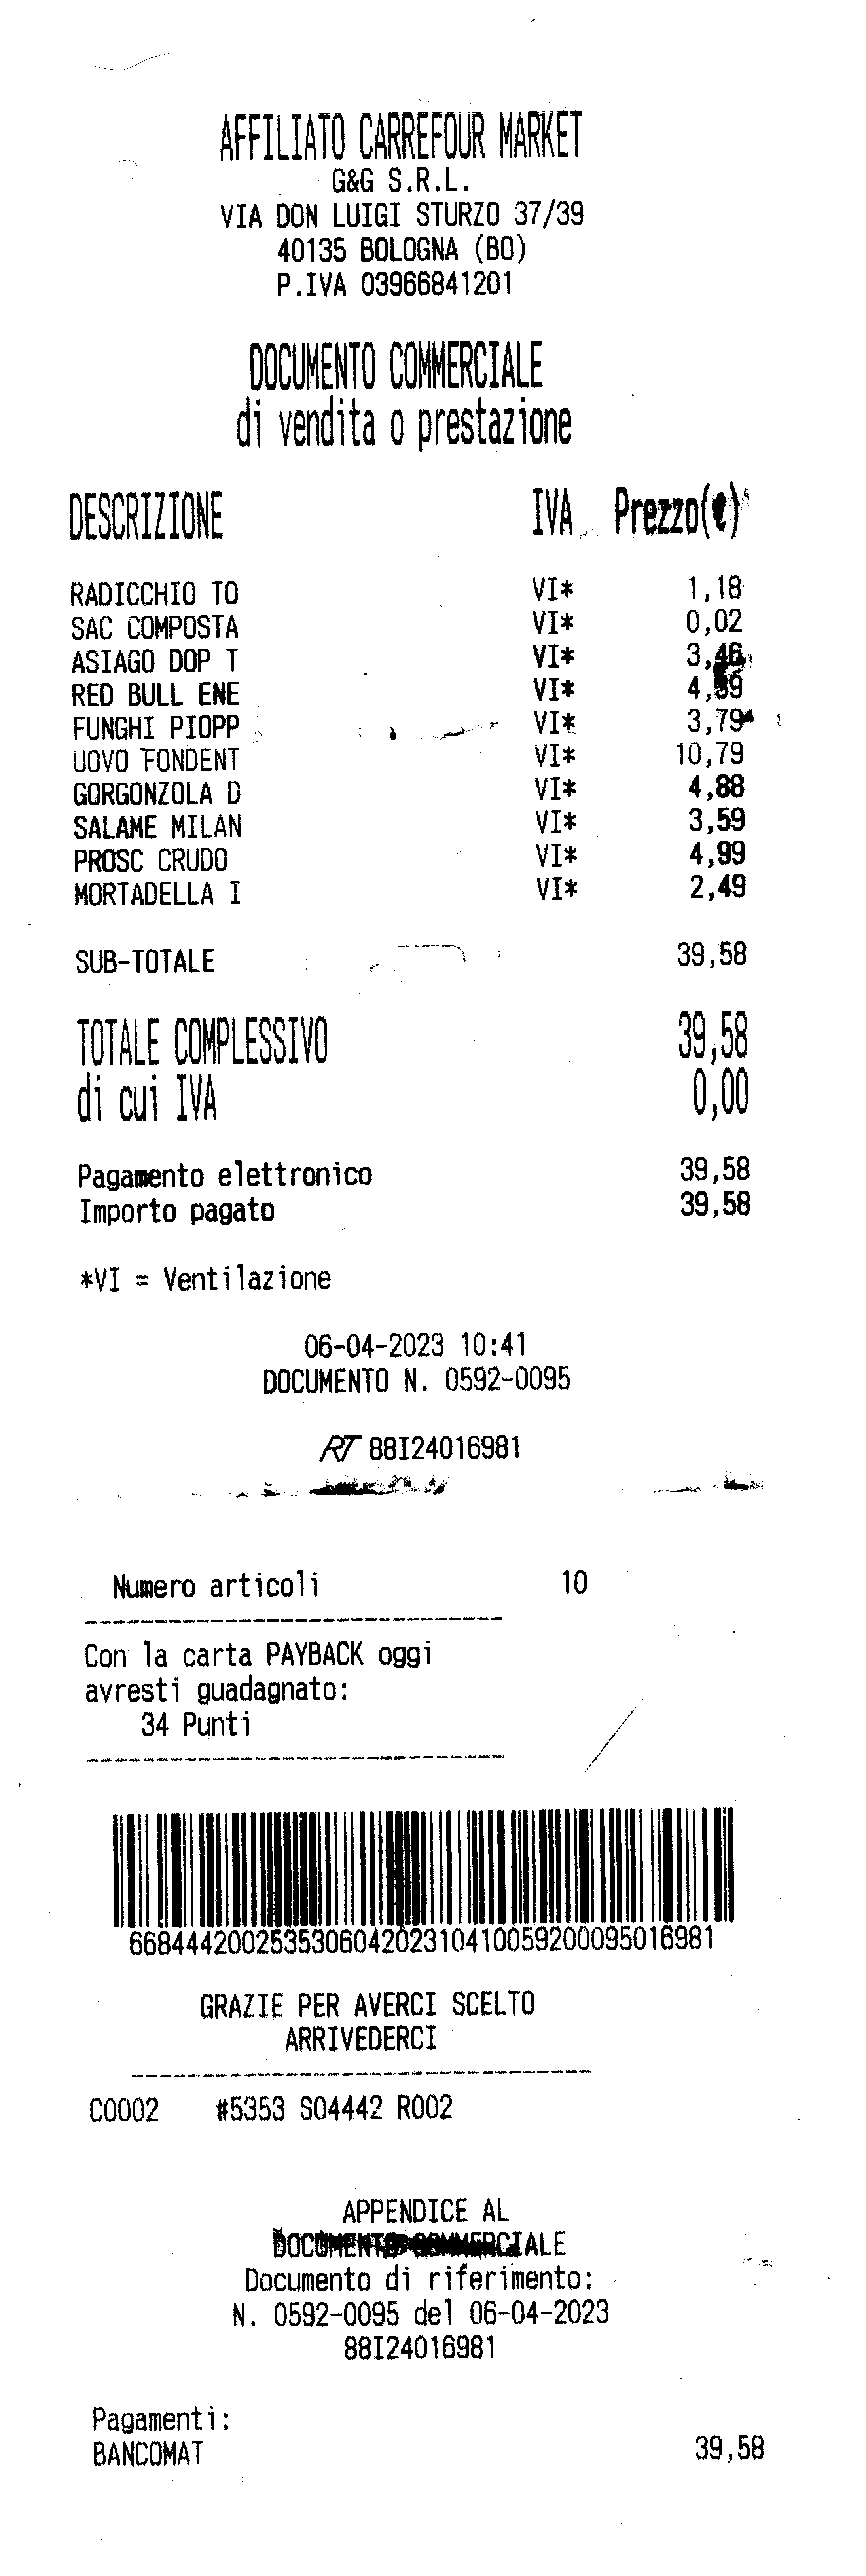 AFFILIATO CARREFOUR MARKET
G&G S.R.L.
VIA DON LUIGI STURZO 37/39
40135 BOLOGNA (BO)
P.IVA 03966841201
DOCUMENTO COMMERCIALE
di vendita o prestazione
DESCRIZIONE IVA Prezzo(€)
RADICCHIO TO VI* 1,18
SAC COMPOSTA VI* 0,02
ASIAGO DOP T VI* 3,46
RED BULL ENE VI* 4,39
FUNGHI PIOPP VI* 3,79
UOVO FONDENT VI* 10,79
GORGONZOLA D VI* 4,88
SALAME MILAN VI* 3,59
PROSC CRUDO VI* 4,99
MORTADELLA I VI* 2,49
SUB-TOTALE 39,58
TOTALE COMPLESSIVO 39,58
di cui IVA 0,00
Pagamento elettronico 39,58
Importo pagato 39,58
*VI = Ventilazione
06-04-2023 10:41
DOCUMENTO N. 0592-0095
RT 88I24016981
Numero articoli 10
------------------------------
Con la carta PAYBACK oggi
avresti guadagnato:
34 Punti
------------------------------
668444200253530604202310410059200095016981
GRAZIE PER AVERCI SCELTO
ARRIVEDERCI
---------------------------------
C0002 #5353 S04442 R002
APPENDICE AL
DOCUMENTO COMMERCIALE
Documento di riferimento:
N. 0592-0095 del 06-04-2023
88I24016981
Pagamenti:
BANCOMAT 39,58